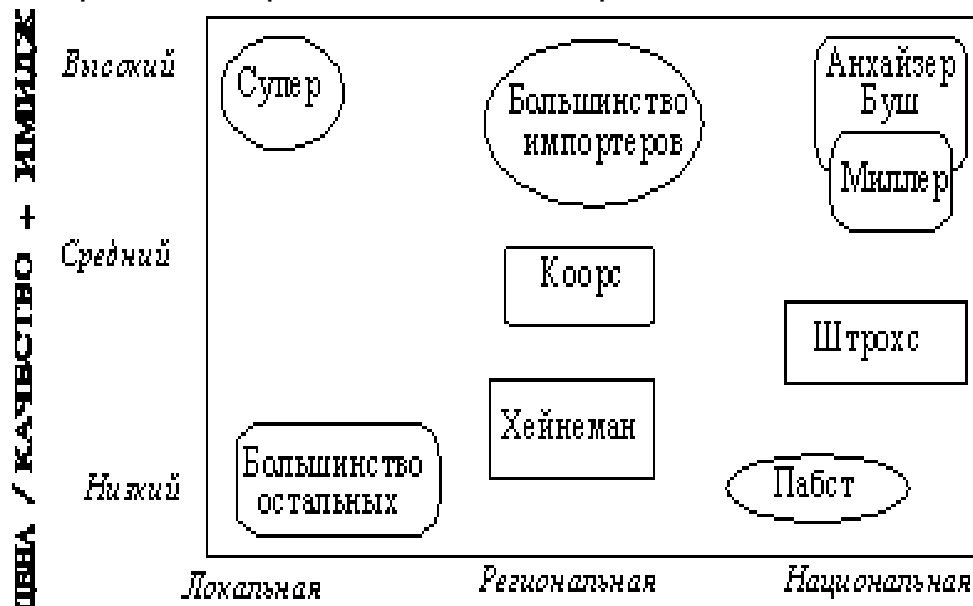 ЦЕНА / КАЧЕСТВО + ИМИДЖ
Высокий
Супер
Большинство
импортеров
Анхайзер
Буш
Миллер
Средний
Коорс
Штрохс
Хейнеман
Низкий
Большинство
остальных
Пабст
Локальная
Региональная
Национальная